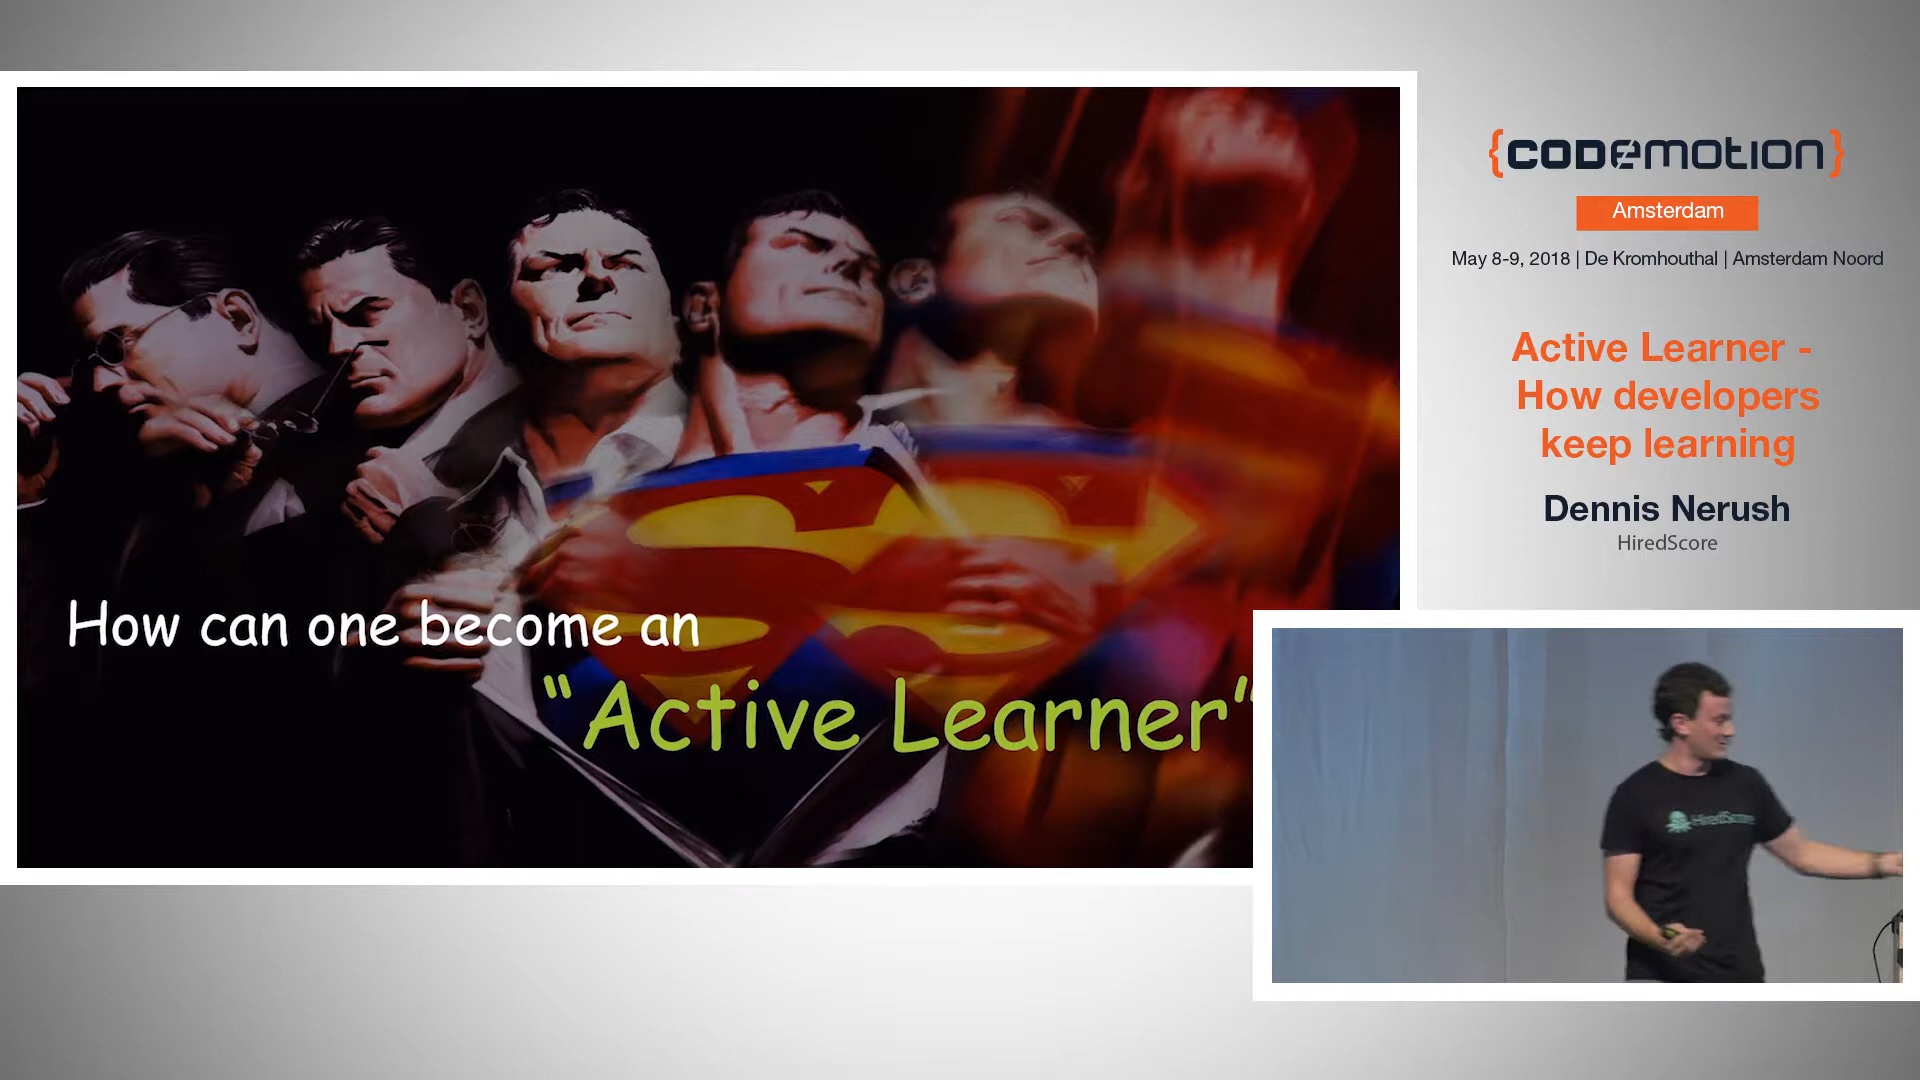 How can one become an
"Active Learner"
{CODEMOTION}
Amsterdam
May 8-9, 2018 | De Kromhouthal | Amsterdam Noord
Active Learner -
How developers
keep learning
Dennis Nerush
HiredScore
HiredScore